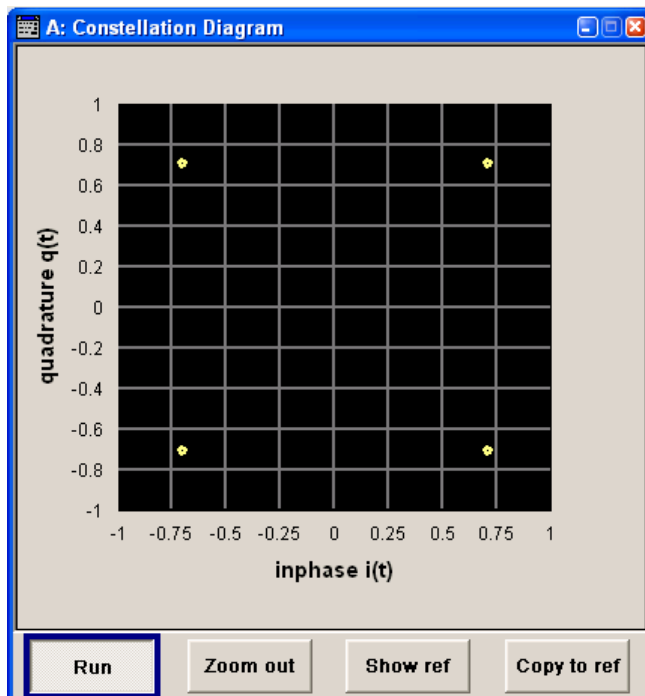 A: Constellation Diagram
1
0.8
0.6
0.4
0.2
0
-0.2
-0.4
-0.6
-0.8
-1
quadrature q(t)
-1 -0.75 -0.5 -0.25 0 0.25 0.5 0.75 1
inphase i(t)
Run Zoom out Show ref Copy to ref